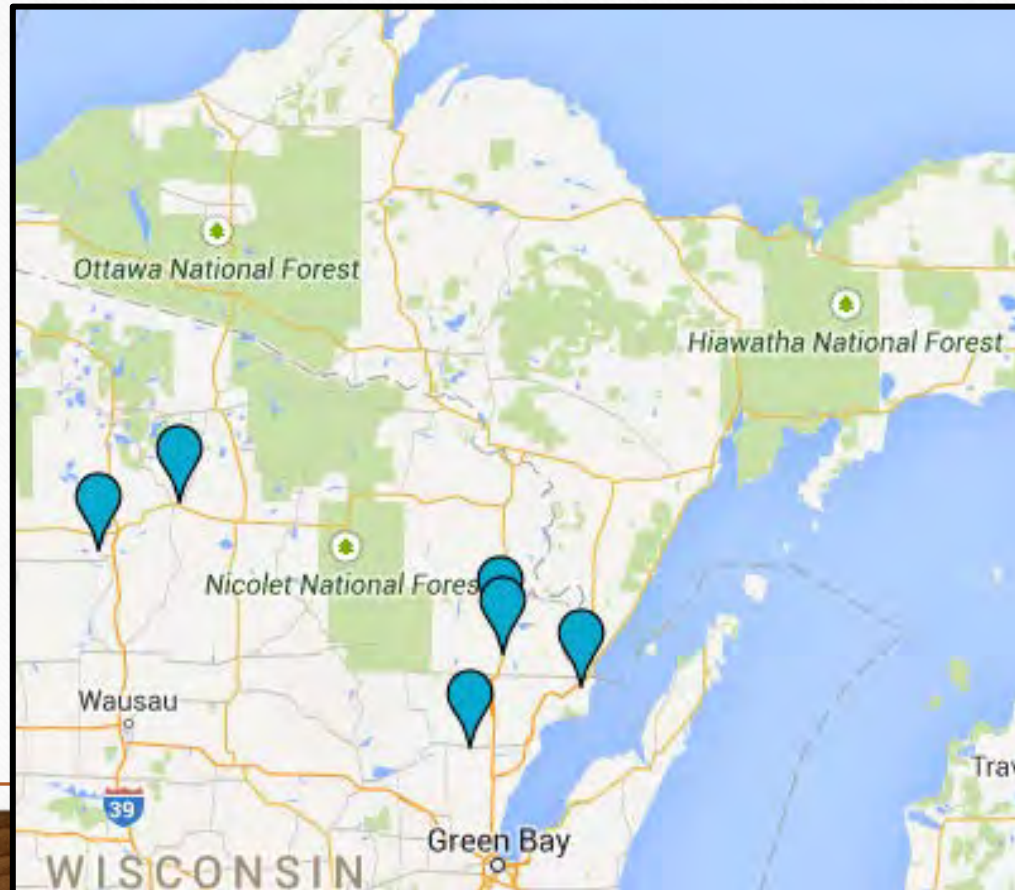 Ottawa National Forest
Hiawatha National Forest
Nicolet National Fores
Wausau
Trav
39
Green Bay
WISCONSIN